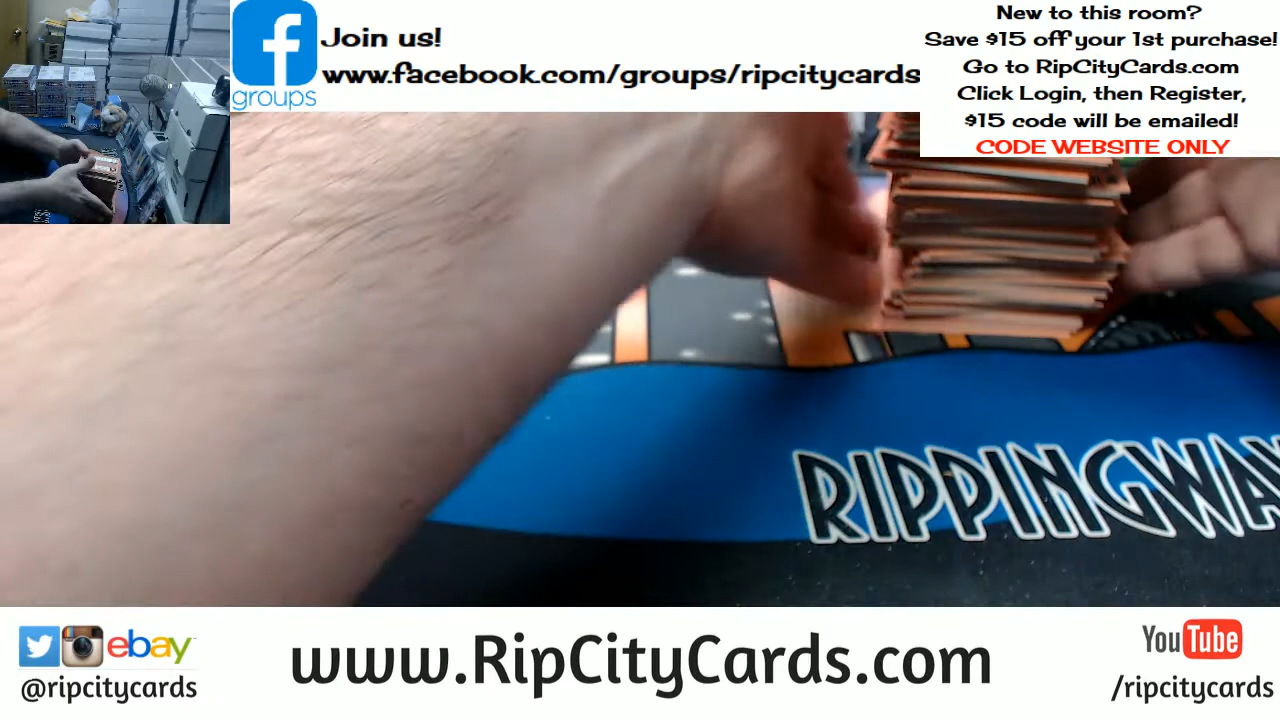 groups
Join us!
www.facebook.com/groups/ripcitycards
New to this room?
Save $15 off your 1st purchase!
Go to RipCityCards.com
Click Login, then Register,
$15 code will be emailed!
CODE WEBSITE ONLY
RIPPINGWA
ebay
@ripcitycards
www.RipCityCards.com
YouTube
/ripcitycards